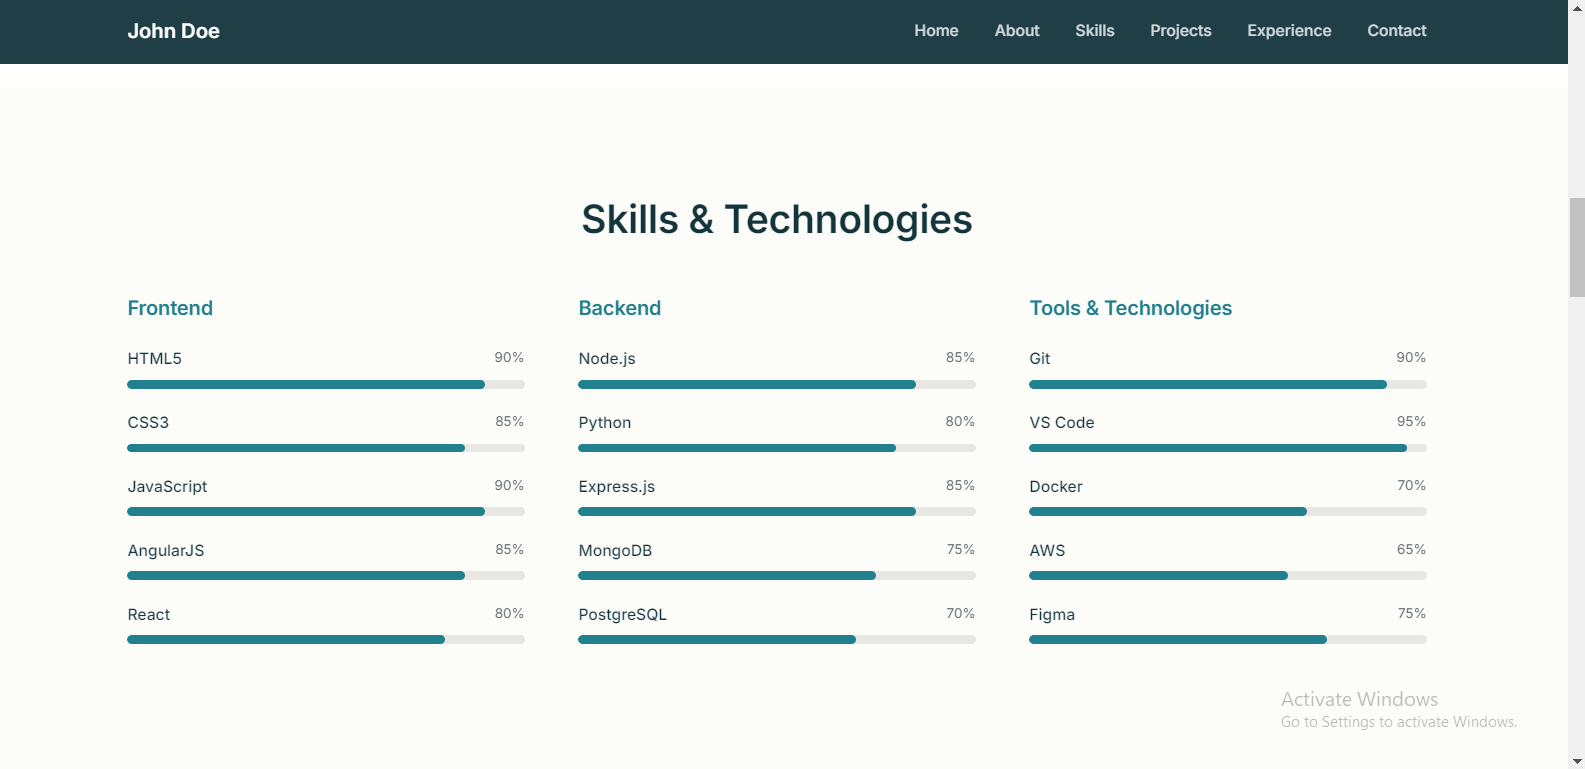 John Doe
Home About Skills Projects Experience Contact
Skills & Technologies
Frontend
HTML5 90%
CSS3 85%
JavaScript 90%
AngularJS 85%
React 80%
Backend
Node.js 85%
Python 80%
Express.js 85%
MongoDB 75%
PostgreSQL 70%
Tools & Technologies
Git 90%
VS Code 95%
Docker 70%
AWS 65%
Figma 75%
Activate Windows
Go to Settings to activate Windows.